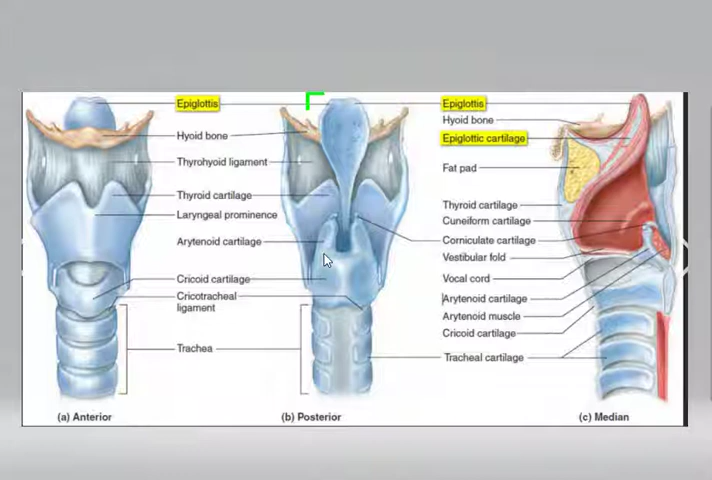 Epiglottis
Hyoid bone
Thyrohyoid ligament
Thyroid cartilage
Laryngeal prominence
Arytenoid cartilage
Cricoid cartilage
Cricotracheal
ligament
Trachea
Epiglottis
Hyoid bone
Epiglottic cartilage
Fat pad
Thyroid cartilage
Cuneiform cartilage
Corniculate cartilage
Vestibular fold
Vocal cord
Arytenoid cartilage
Arytenoid muscle
Cricoid cartilage
Tracheal cartilage
(a) Anterior
(b) Posterior
(c) Median